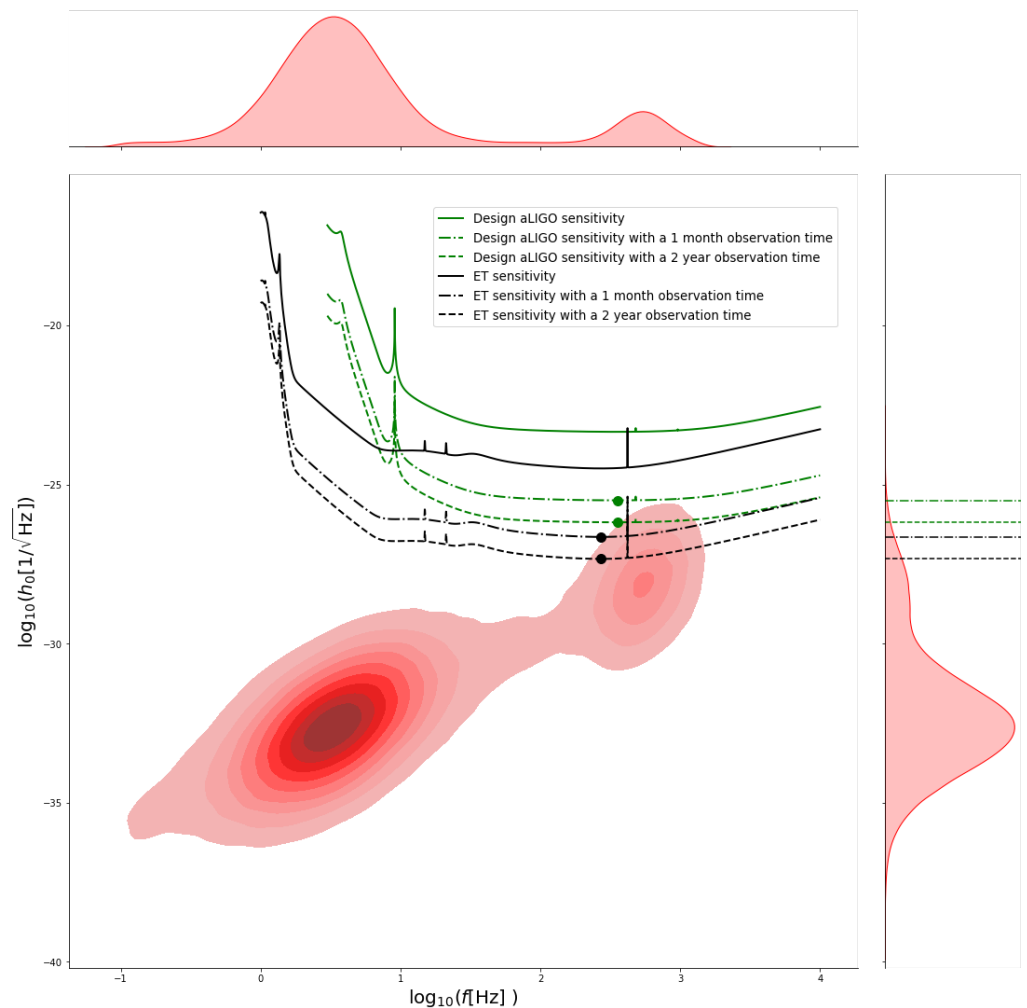 Design aLIGO sensitivity
Design aLIGO sensitivity with a 1 month observation time
Design aLIGO sensitivity with a 2 year observation time
ET sensitivity
ET sensitivity with a 1 month observation time
ET sensitivity with a 2 year observation time
−20
−25
−30
−35
−40
log₁₀(h₀[1/√Hz])
−1 0 1 2 3 4
log₁₀(f[Hz] )